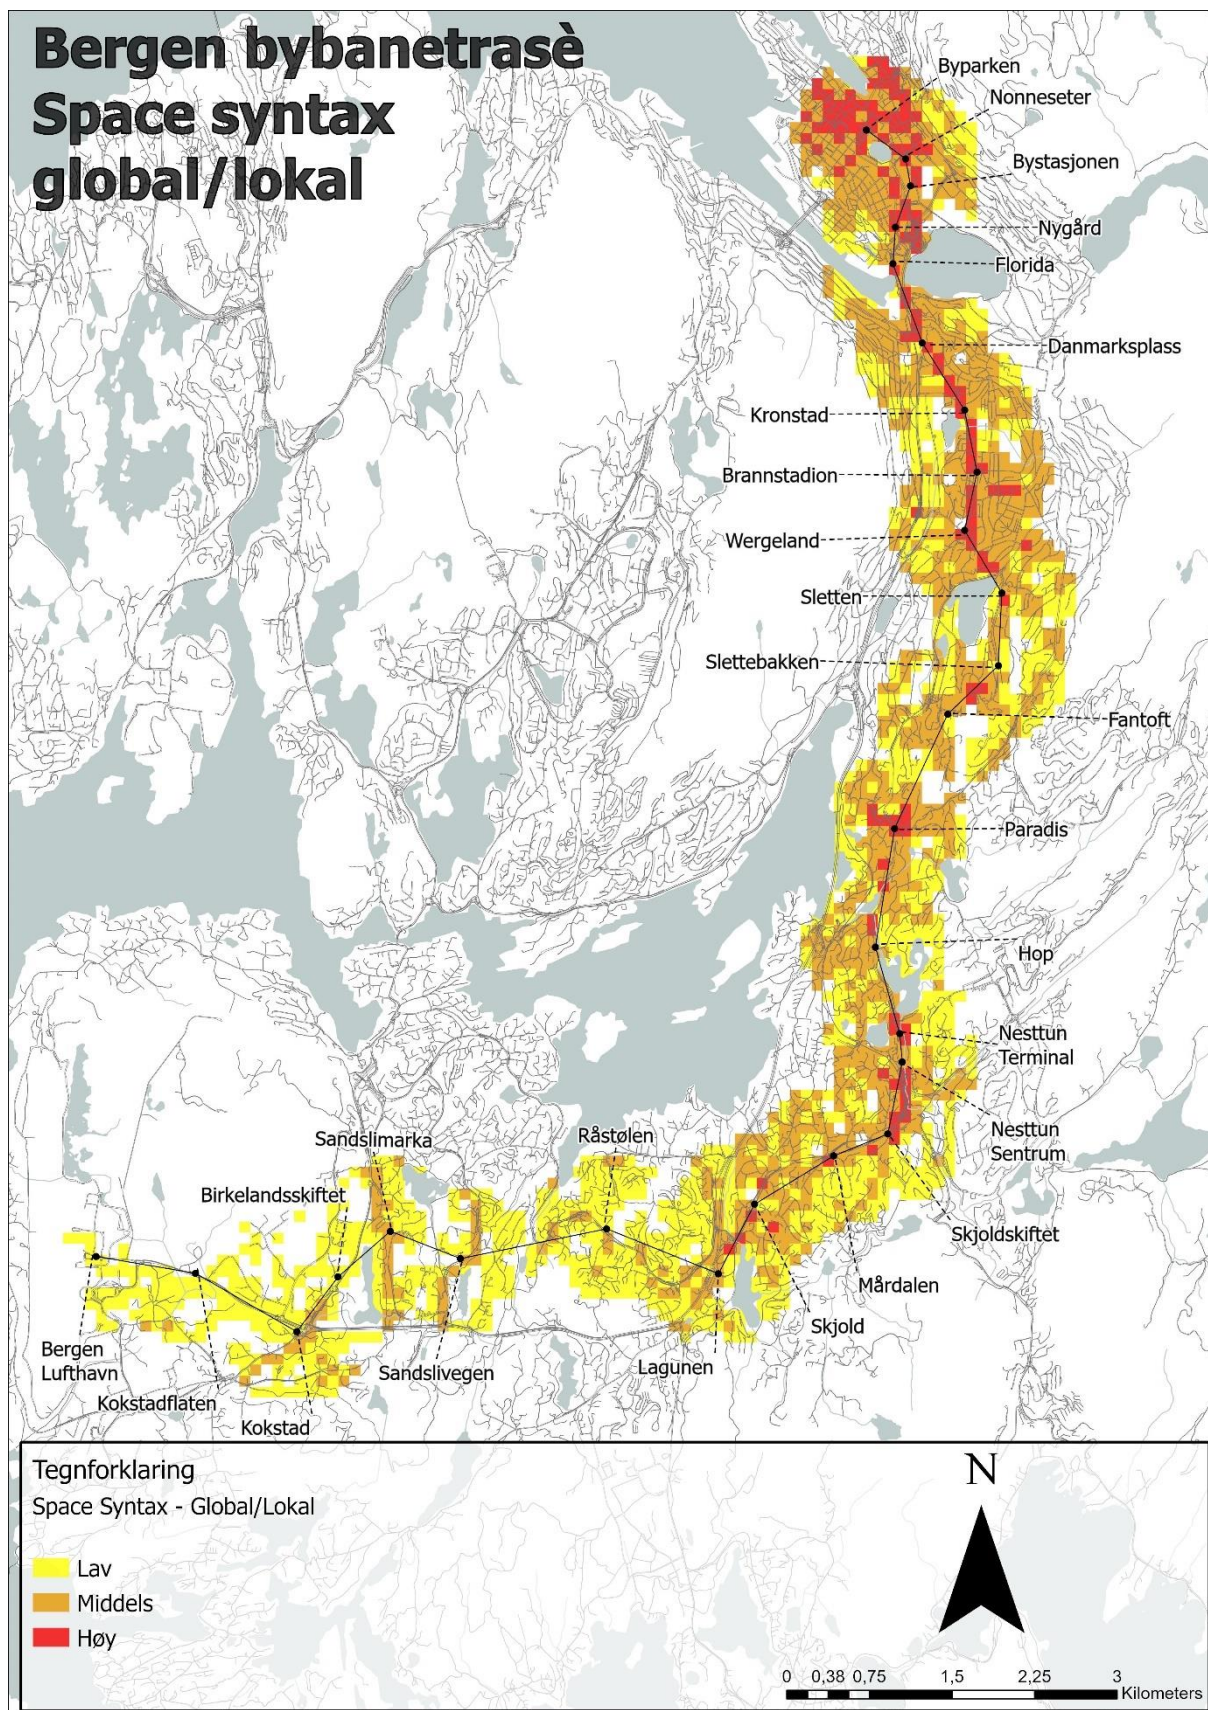 Bergen bybanetrasè
Space syntax
global/lokal
Byparken
Nonneseter
Bystasjonen
Nygård
Florida
Danmarksplass
Kronstad
Brannstadion
Wergeland
Sletten
Slettebakken
Fantoft
Paradis
Hop
Nesttun
Terminal
Nesttun
Sentrum
Sandslimarka
Råstølen
Birkelandsskiftet
Skjoldskiftet
Mårdalen
Skjold
Bergen
Lufthavn
Lagunen
Sandslivegen
Kokstadflaten
Kokstad
Tegnforklaring
Space Syntax - Global/Lokal
Lav
Middels
Høy
N
0 0,38 0,75 1,5 2,25 3
Kilometers